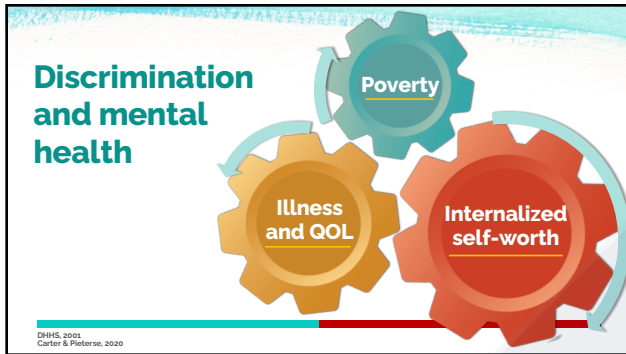 Discrimination
and mental
health
Poverty
Illness
and QOL
Internalized
self-worth
DHHS, 2001
Carter & Pieterse, 2020